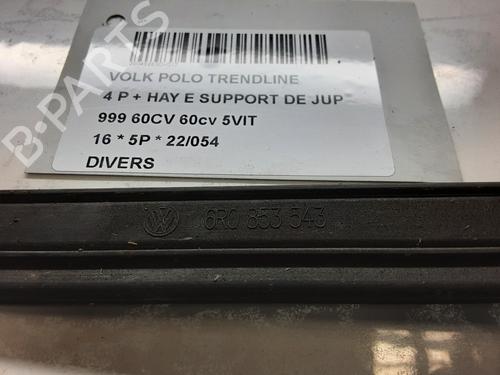 VOLK POLO TRENDLINE
4 P + HAY E SUPPORT DE JUP
999 60CV 60cv 5VIT
16 * 5P * 22/054
DIVERS
6R0 853 543
B-PARTS